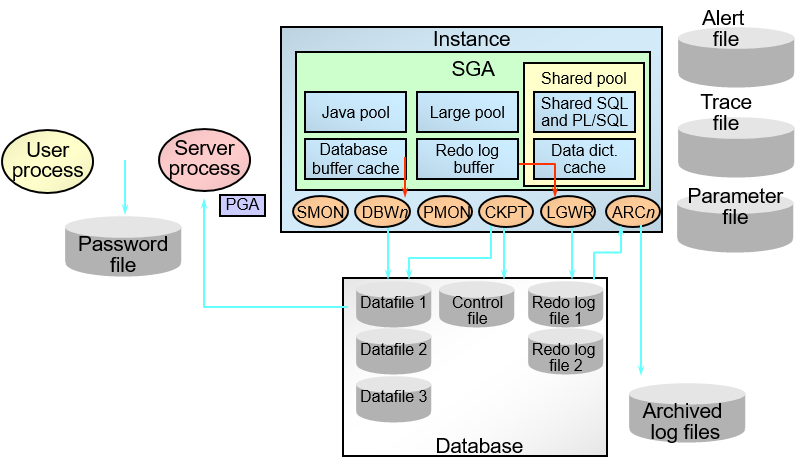 Instance
SGA
Java pool
Large pool
Database
buffer cache
Redo log
buffer
Shared pool
Shared SQL
and PL/SQL
Data dict.
cache
SMON
DBWn
PMON
CKPT
LGWR
ARCn
User
process
Server
process
PGA
Password
file
Alert
file
Trace
file
Parameter
file
Datafile 1
Datafile 2
Datafile 3
Control
file
Redo log
file 1
Redo log
file 2
Database
Archived
log files